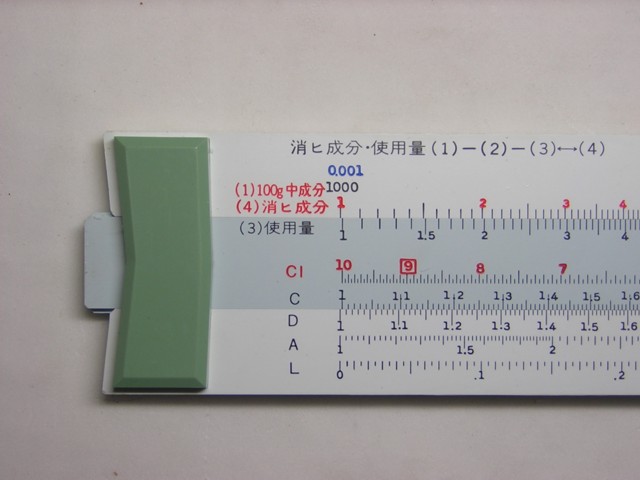 消ヒ成分・使用量(1)−(2)−(3)↔(4)
0.001
(1)100g中成分 1000
(4)消ヒ成分 1 2 3 4
(3)使用量 1 1.5 2 3 4
CI 10 9 8 7
C 1 1.1 1.2 1.3 1.4 1.5 1.6
D 1 1.1 1.2 1.3 1.4 1.5 1.6
A 1 1.5 2
L 0 .1 .2